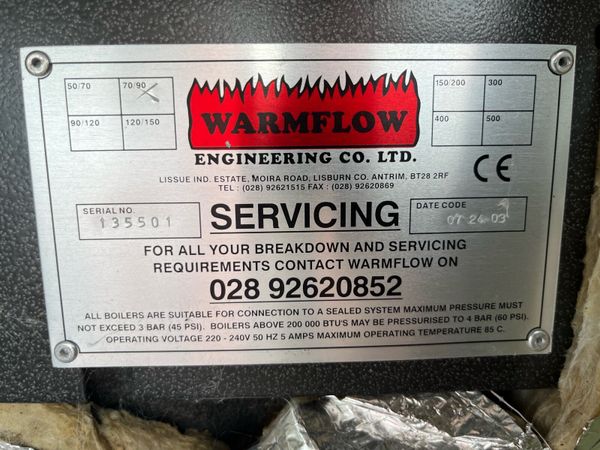 50/70 70/90
90/120 120/150
WARMFLOW
ENGINEERING CO. LTD.
LISSUE IND. ESTATE, MOIRA ROAD, LISBURN CO. ANTRIM, BT28 2RF
TEL : (028) 92621515 FAX : (028) 92620869
150/200 300
400 500
CE
SERIAL NO.
135501
SERVICING
DATE CODE
07 24 03
FOR ALL YOUR BREAKDOWN AND SERVICING
REQUIREMENTS CONTACT WARMFLOW ON
028 92620852
ALL BOILERS ARE SUITABLE FOR CONNECTION TO A SEALED SYSTEM MAXIMUM PRESSURE MUST
NOT EXCEED 3 BAR (45 PSI). BOILERS ABOVE 200 000 BTU'S MAY BE PRESSURISED TO 4 BAR (60 PSI).
OPERATING VOLTAGE 220 - 240V 50 HZ 5 AMPS MAXIMUM OPERATING TEMPERATURE 85 C.